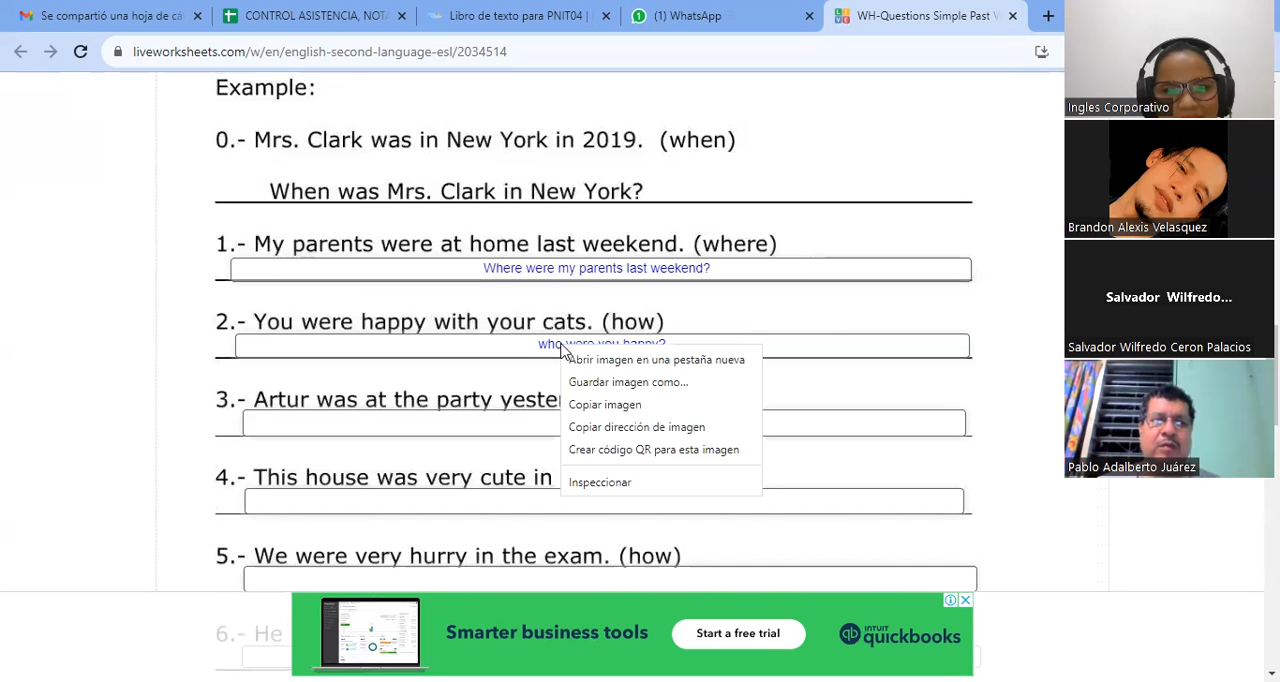 Se compartió una hoja de cá
CONTROL ASISTENCIA, NOTA
Libro de texto para PNIT04 |
(1) WhatsApp
WH-Questions Simple Past V
liveworksheets.com/w/en/english-second-language-esl/2034514
Example:
0.- Mrs. Clark was in New York in 2019. (when)
When was Mrs. Clark in New York?
1.- My parents were at home last weekend. (where)
Where were my parents last weekend?
2.- You were happy with your cats. (how)
who were you happy?
Abrir imagen en una pestaña nueva
Guardar imagen como...
Copiar imagen
Copiar dirección de imagen
Crear código QR para esta imagen
Inspeccionar
3.- Artur was at the party yester
4.- This house was very cute in
5.- We were very hurry in the exam. (how)
6.- He
Smarter business tools
Start a free trial
INTUIT
quickbooks
Ingles Corporativo
Brandon Alexis Velasquez
Salvador Wilfredo...
Salvador Wilfredo Ceron Palacios
Pablo Adalberto Juárez